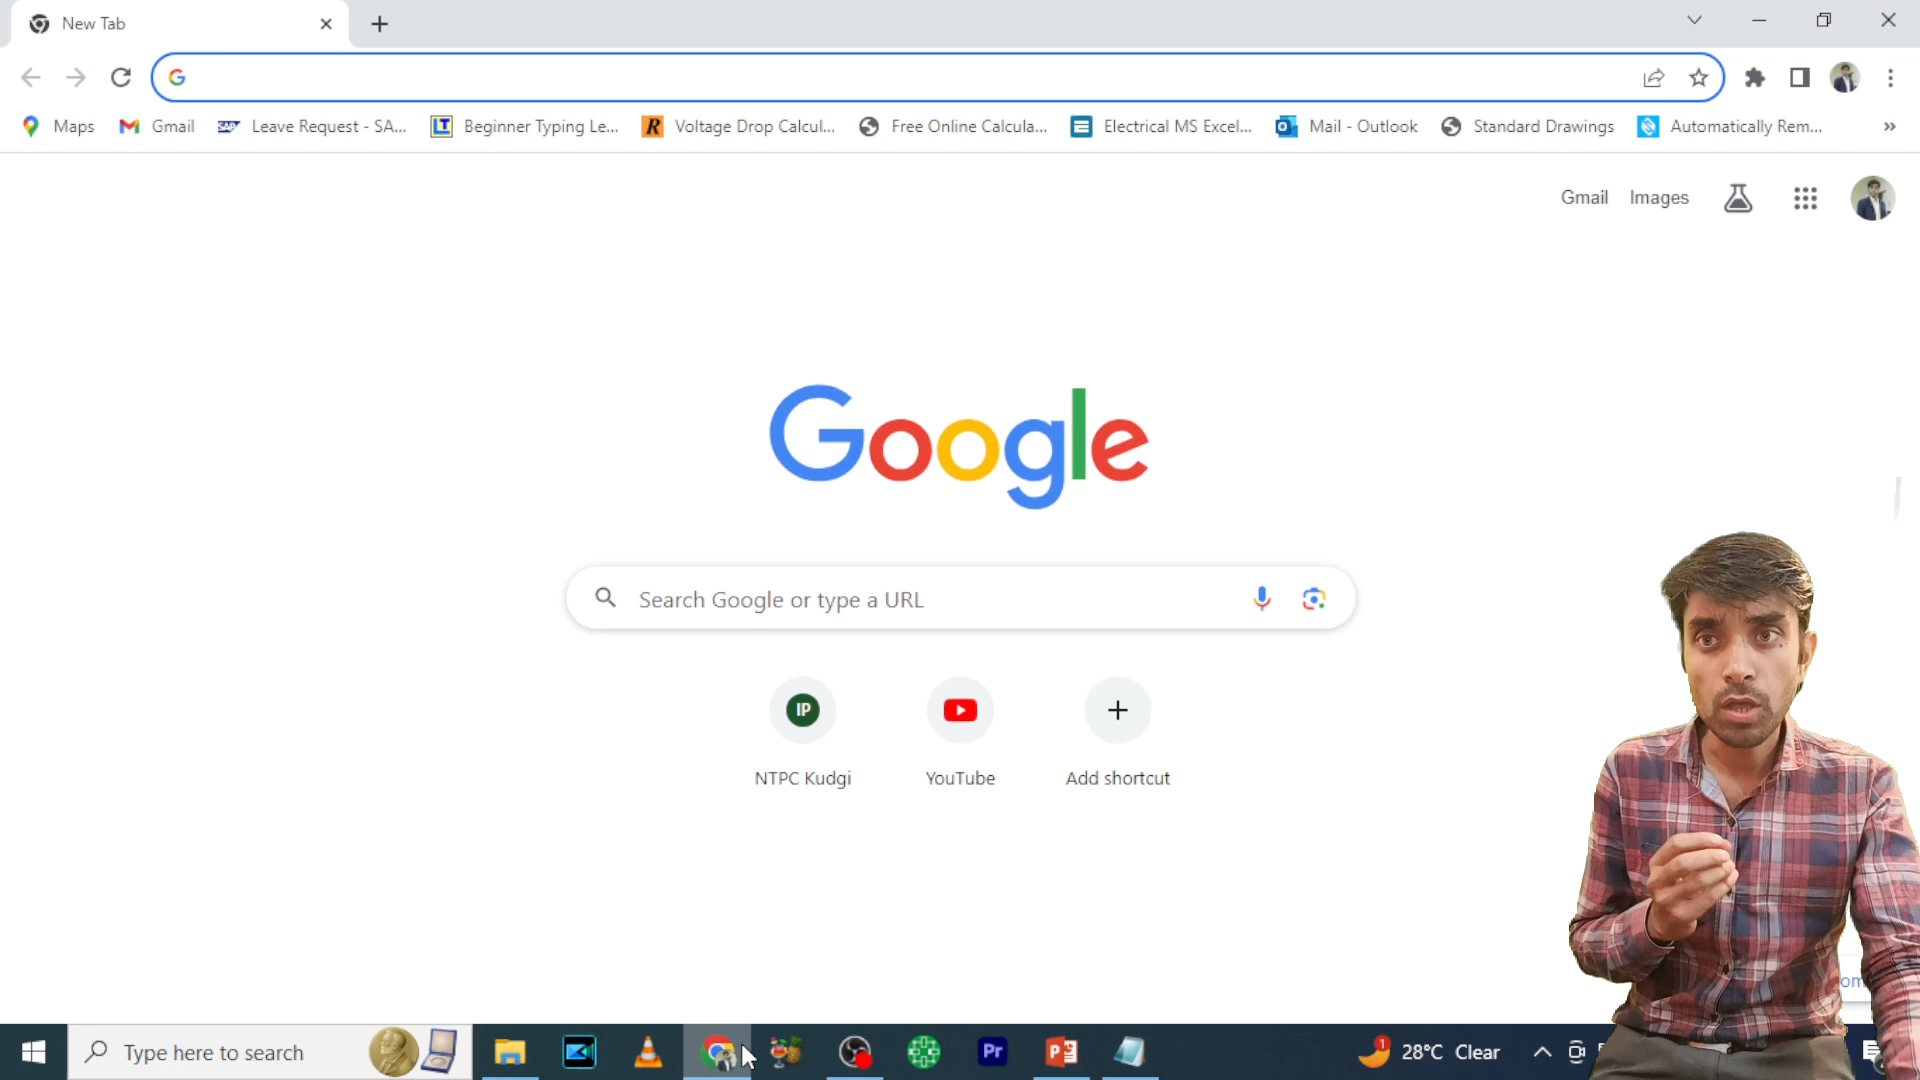 New Tab
Maps
Gmail
Leave Request - SA...
Beginner Typing Le...
Voltage Drop Calcul...
Free Online Calcula...
Electrical MS Excel...
Mail - Outlook
Standard Drawings
Automatically Rem...
Gmail
Images
Google
Search Google or type a URL
IP
NTPC Kudgi
YouTube
Add shortcut
Type here to search
Pr
1
28°C Clear